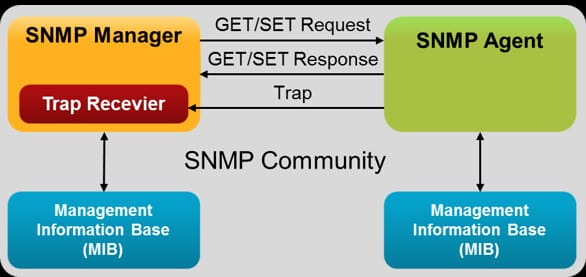 SNMP Manager
GET/SET Request
SNMP Agent
GET/SET Response
Trap Recevier
Trap
SNMP Community
Management
Information Base
(MIB)
Management
Information Base
(MIB)